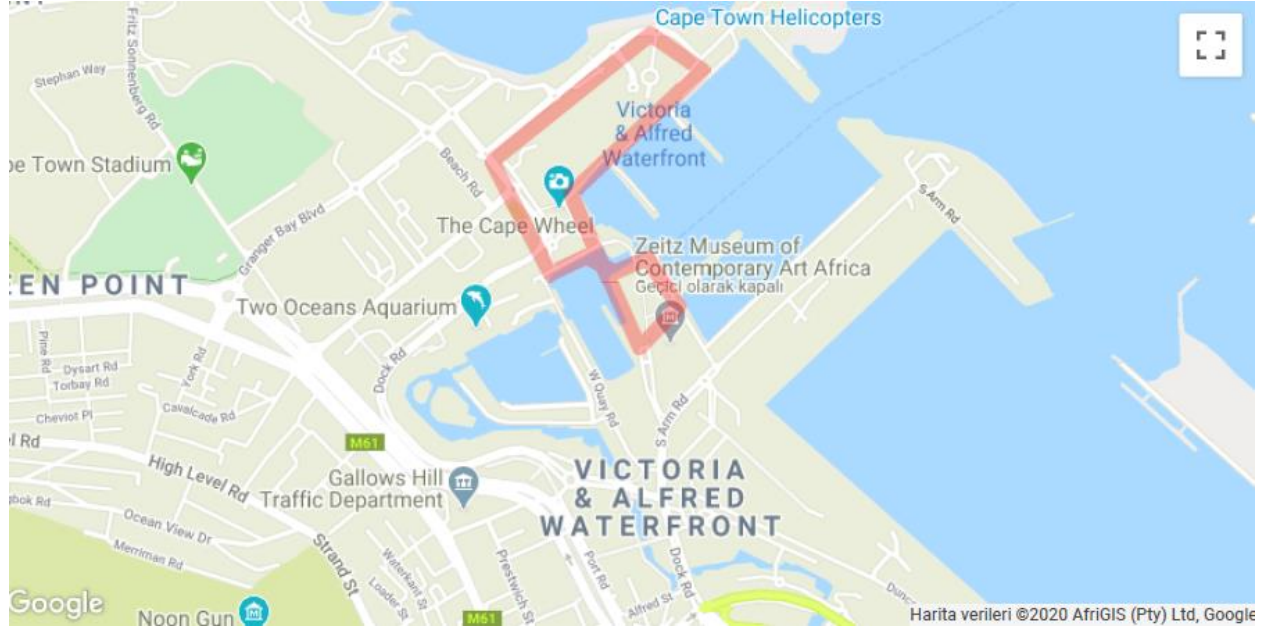 Cape Town Helicopters
Fritz Sonnenberg Rd
Stephan Way
Victoria
& Alfred
Waterfront
pe Town Stadium
Beach Rd
S Arm Rd
The Cape Wheel
Granger Bay Blvd
Zeitz Museum of
Contemporary Art Africa
Geçici olarak kapalı
EEN POINT
Two Oceans Aquarium
Pine Rd
Dysart Rd
Torbay Rd
York Rd
Dock Rd
W Quay Rd
Cheviot Pl
Cavalcade Rd
S Arm Rd
el Rd
M61
High Level Rd
Gallows Hill
Traffic Department
VICTORIA
& ALFRED
WATERFRONT
gbok Rd
Ocean View Dr
Merriman Rd
Strand St
Waterkant St
Loader St
Prestwich St
Port Rd
Dock Rd
Alfred St
Dunc
Google
Noon Gun
M61
Harita verileri ©2020 AfriGIS (Pty) Ltd, Google